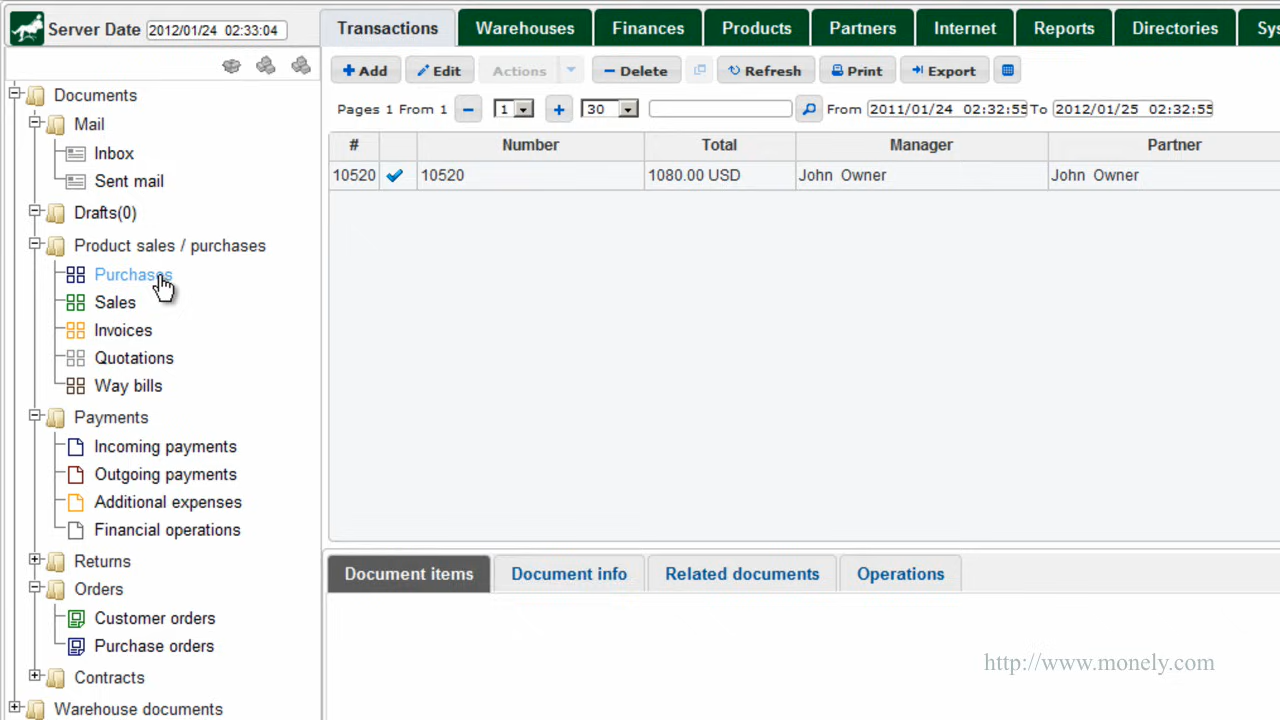 Server Date 2012/01/24 02:33:04
Transactions Warehouses Finances Products Partners Internet Reports Directories Sys
Add Edit Actions Delete Refresh Print Export
Pages 1 From 1 1 30 From 2011/01/24 02:32:55 To 2012/01/25 02:32:55
# Number Total Manager Partner
10520 10520 1080.00 USD John Owner John Owner
Documents
Mail
Inbox
Sent mail
Drafts(0)
Product sales / purchases
Purchases
Sales
Invoices
Quotations
Way bills
Payments
Incoming payments
Outgoing payments
Additional expenses
Financial operations
Returns
Orders
Customer orders
Purchase orders
Contracts
Warehouse documents
Document items Document info Related documents Operations
http://www.monely.com